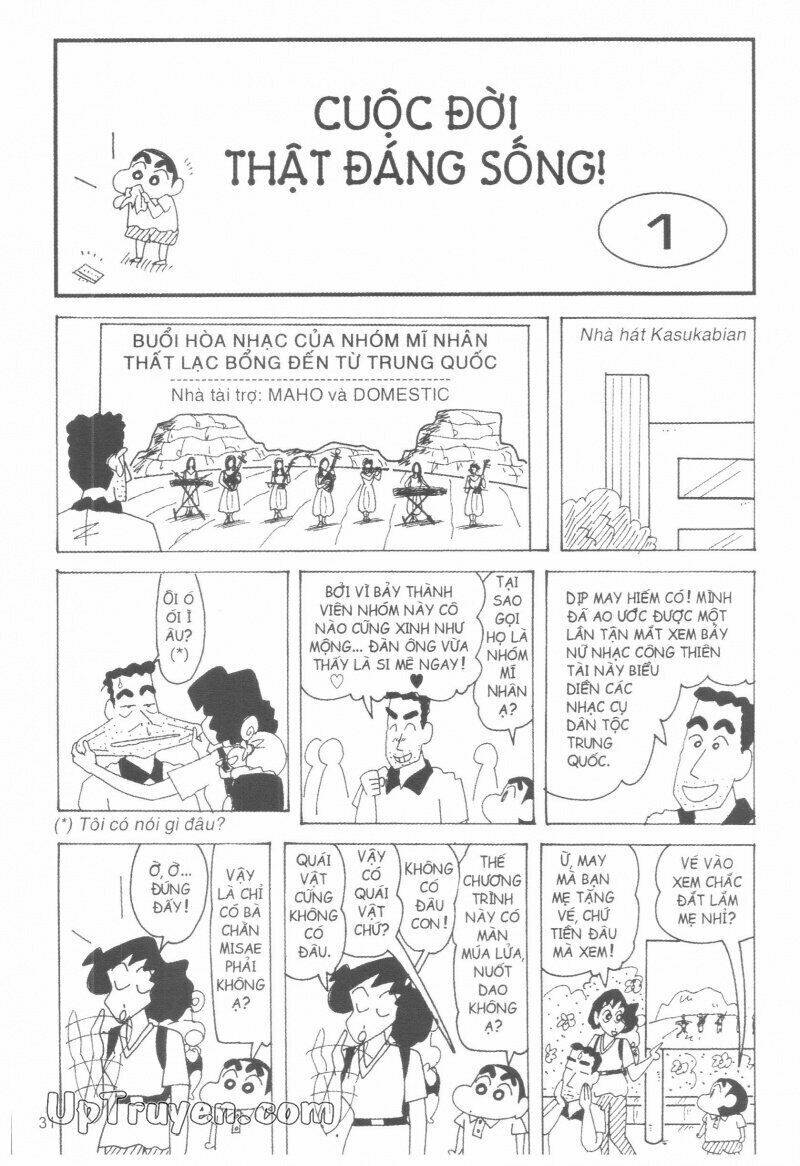 CUỘC ĐỜI
THẬT ĐÁNG SỐNG!
1
Nhà hát Kasukabian
BUỔI HÒA NHẠC CỦA NHÓM MĨ NHÂN
THẤT LẠC BỔNG ĐẾN TỪ TRUNG QUỐC
Nhà tài trợ: MAHO và DOMESTIC
DỊP MAY HIẾM CÓ! MÌNH
ĐÃ AO ƯỚC ĐƯỢC MỘT
LẦN TẬN MẮT XEM BẢY
NỮ NHẠC CÔNG THIÊN
TÀI NÀY BIỂU
DIỄN CÁC
NHẠC CỤ
DÂN TỘC
TRUNG
QUỐC.
TẠI
SAO
GỌI
HỌ LÀ
NHÓM
MĨ
NHÂN
Ạ?
BỞI VÌ BẢY THÀNH
VIÊN NHÓM NÀY CÔ
NÀO CŨNG XINH NHƯ
MỘNG... ĐÀN ÔNG VỪA
THẤY LÀ SI MÊ NGAY!
ÔI Ó
ÓI Ì
ÂU?
(*)
(*) Tôi có nói gì đâu?
VÉ VÀO
XEM CHẮC
ĐẮT LẮM
MẸ NHỈ?
Ừ, MAY
MÀ BẠN
MẸ TẶNG
VÉ, CHỨ
TIỀN ĐÂU
MÀ XEM!
THẾ
CHƯƠNG
TRÌNH
NÀY CÓ
MÀN
MÚA LỬA,
NUỐT
DAO
KHÔNG
Ạ?
KHÔNG
CÓ
ĐÂU
CON!
VẬY
CÓ
QUÁI
VẬT
CHỨ?
QUÁI
VẬT
CŨNG
KHÔNG
CÓ
ĐÂU.
VẬY
LÀ CHỈ
CÓ BÀ
CHẰN
MISAE
PHẢI
KHÔNG
Ạ?
Ờ, Ờ...
ĐÚNG
ĐẤY!
UpTruyen.com